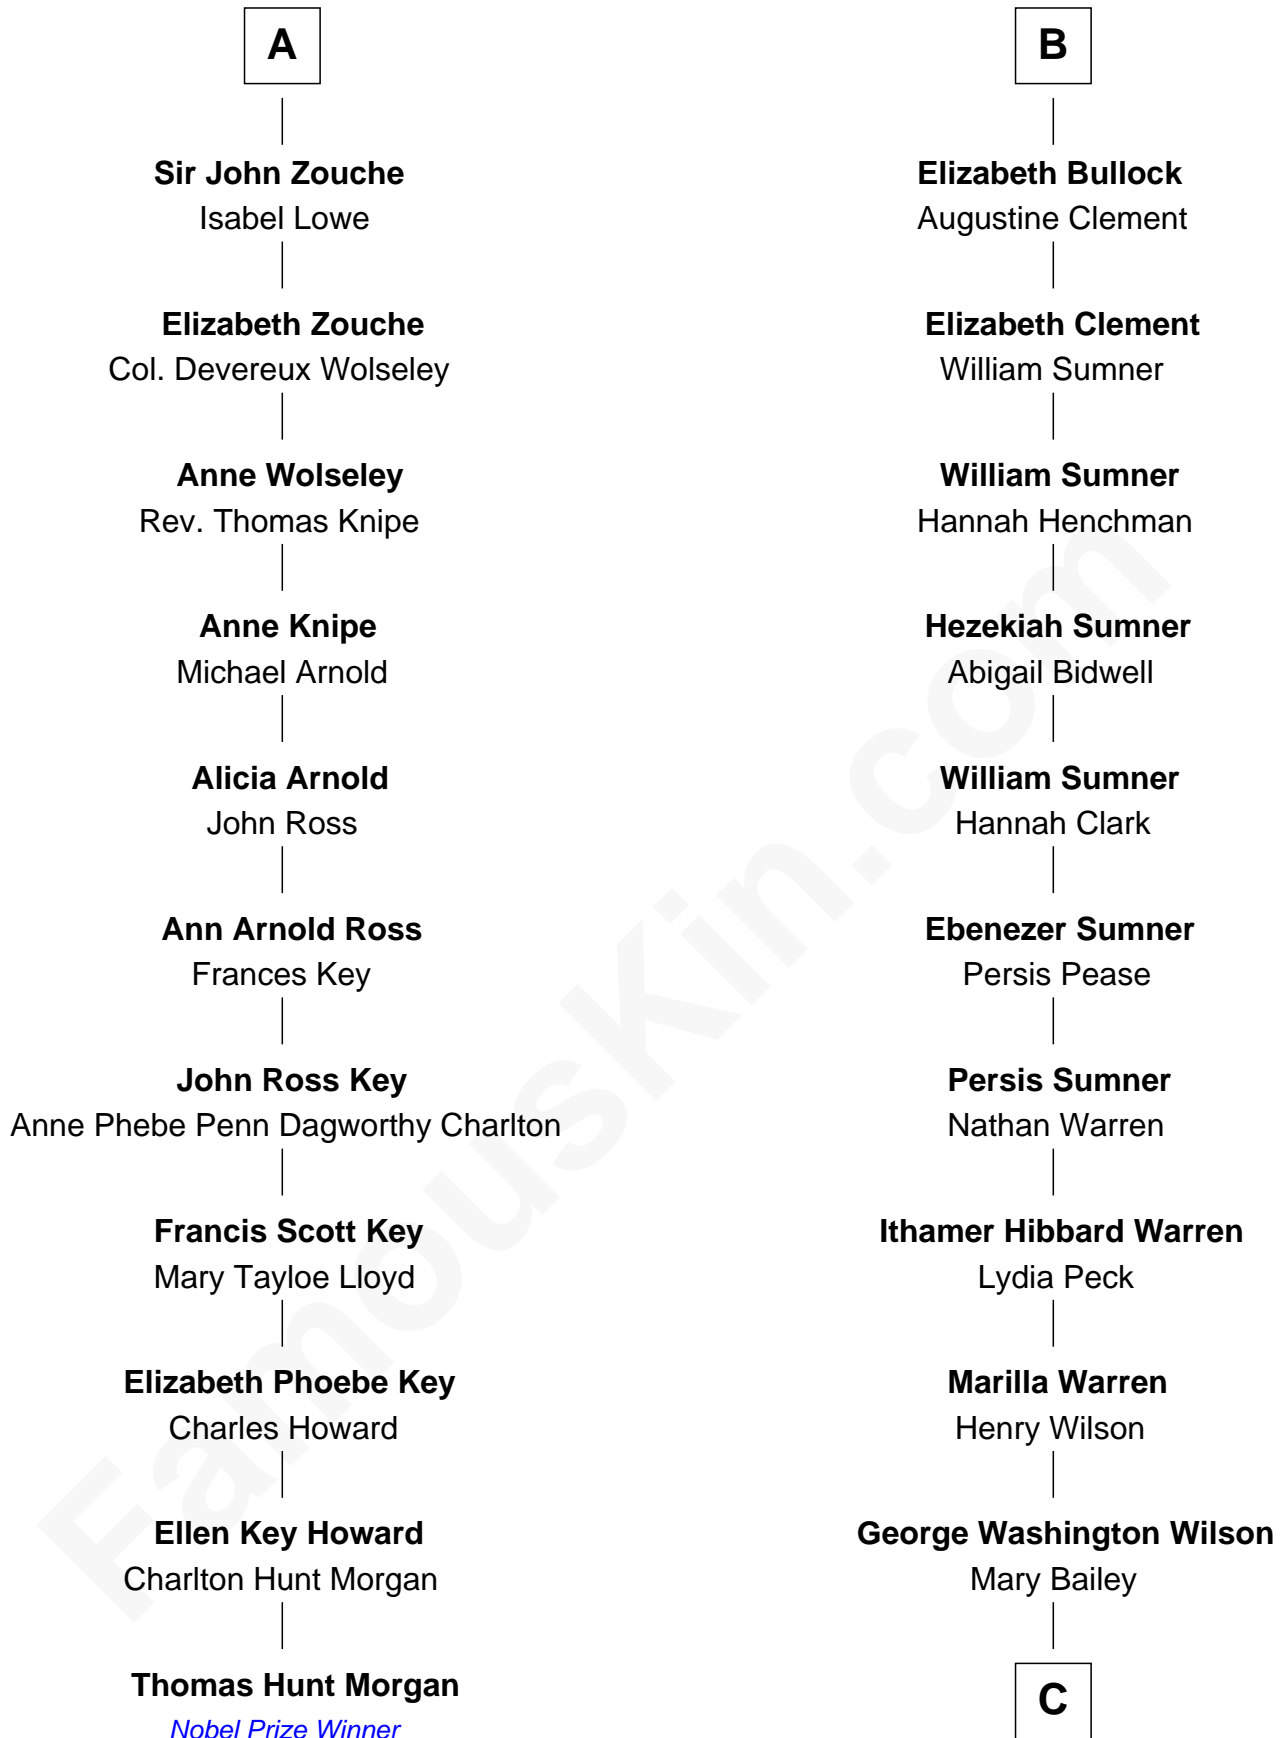 A
Sir John Zouche
Isabel Lowe
Elizabeth Zouche
Col. Devereux Wolseley
Anne Wolseley
Rev. Thomas Knipe
Anne Knipe
Michael Arnold
Alicia Arnold
John Ross
Ann Arnold Ross
Frances Key
John Ross Key
Anne Phebe Penn Dagworthy Charlton
Francis Scott Key
Mary Tayloe Lloyd
Elizabeth Phoebe Key
Charles Howard
Ellen Key Howard
Charlton Hunt Morgan
Thomas Hunt Morgan
Nobel Prize Winner
B
Elizabeth Bullock
Augustine Clement
Elizabeth Clement
William Sumner
William Sumner
Hannah Henchman
Hezekiah Sumner
Abigail Bidwell
William Sumner
Hannah Clark
Ebenezer Sumner
Persis Pease
Persis Sumner
Nathan Warren
Ithamer Hibbard Warren
Lydia Peck
Marilla Warren
Henry Wilson
George Washington Wilson
Mary Bailey
C
FamousKin.com